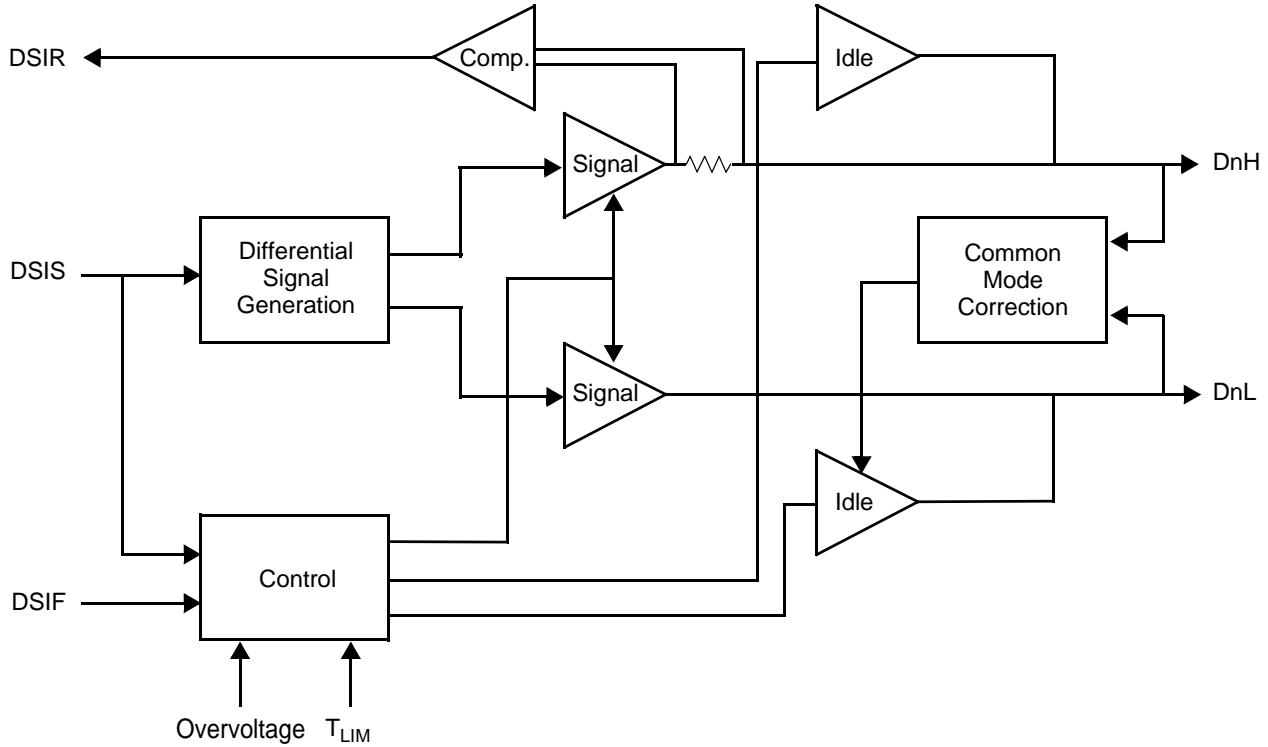 DSIR
Comp.
Idle
Signal
DnH
Differential
Signal
Generation
DSIS
Common
Mode
Correction
Signal
DnL
Idle
Control
DSIF
Overvoltage
TLIM